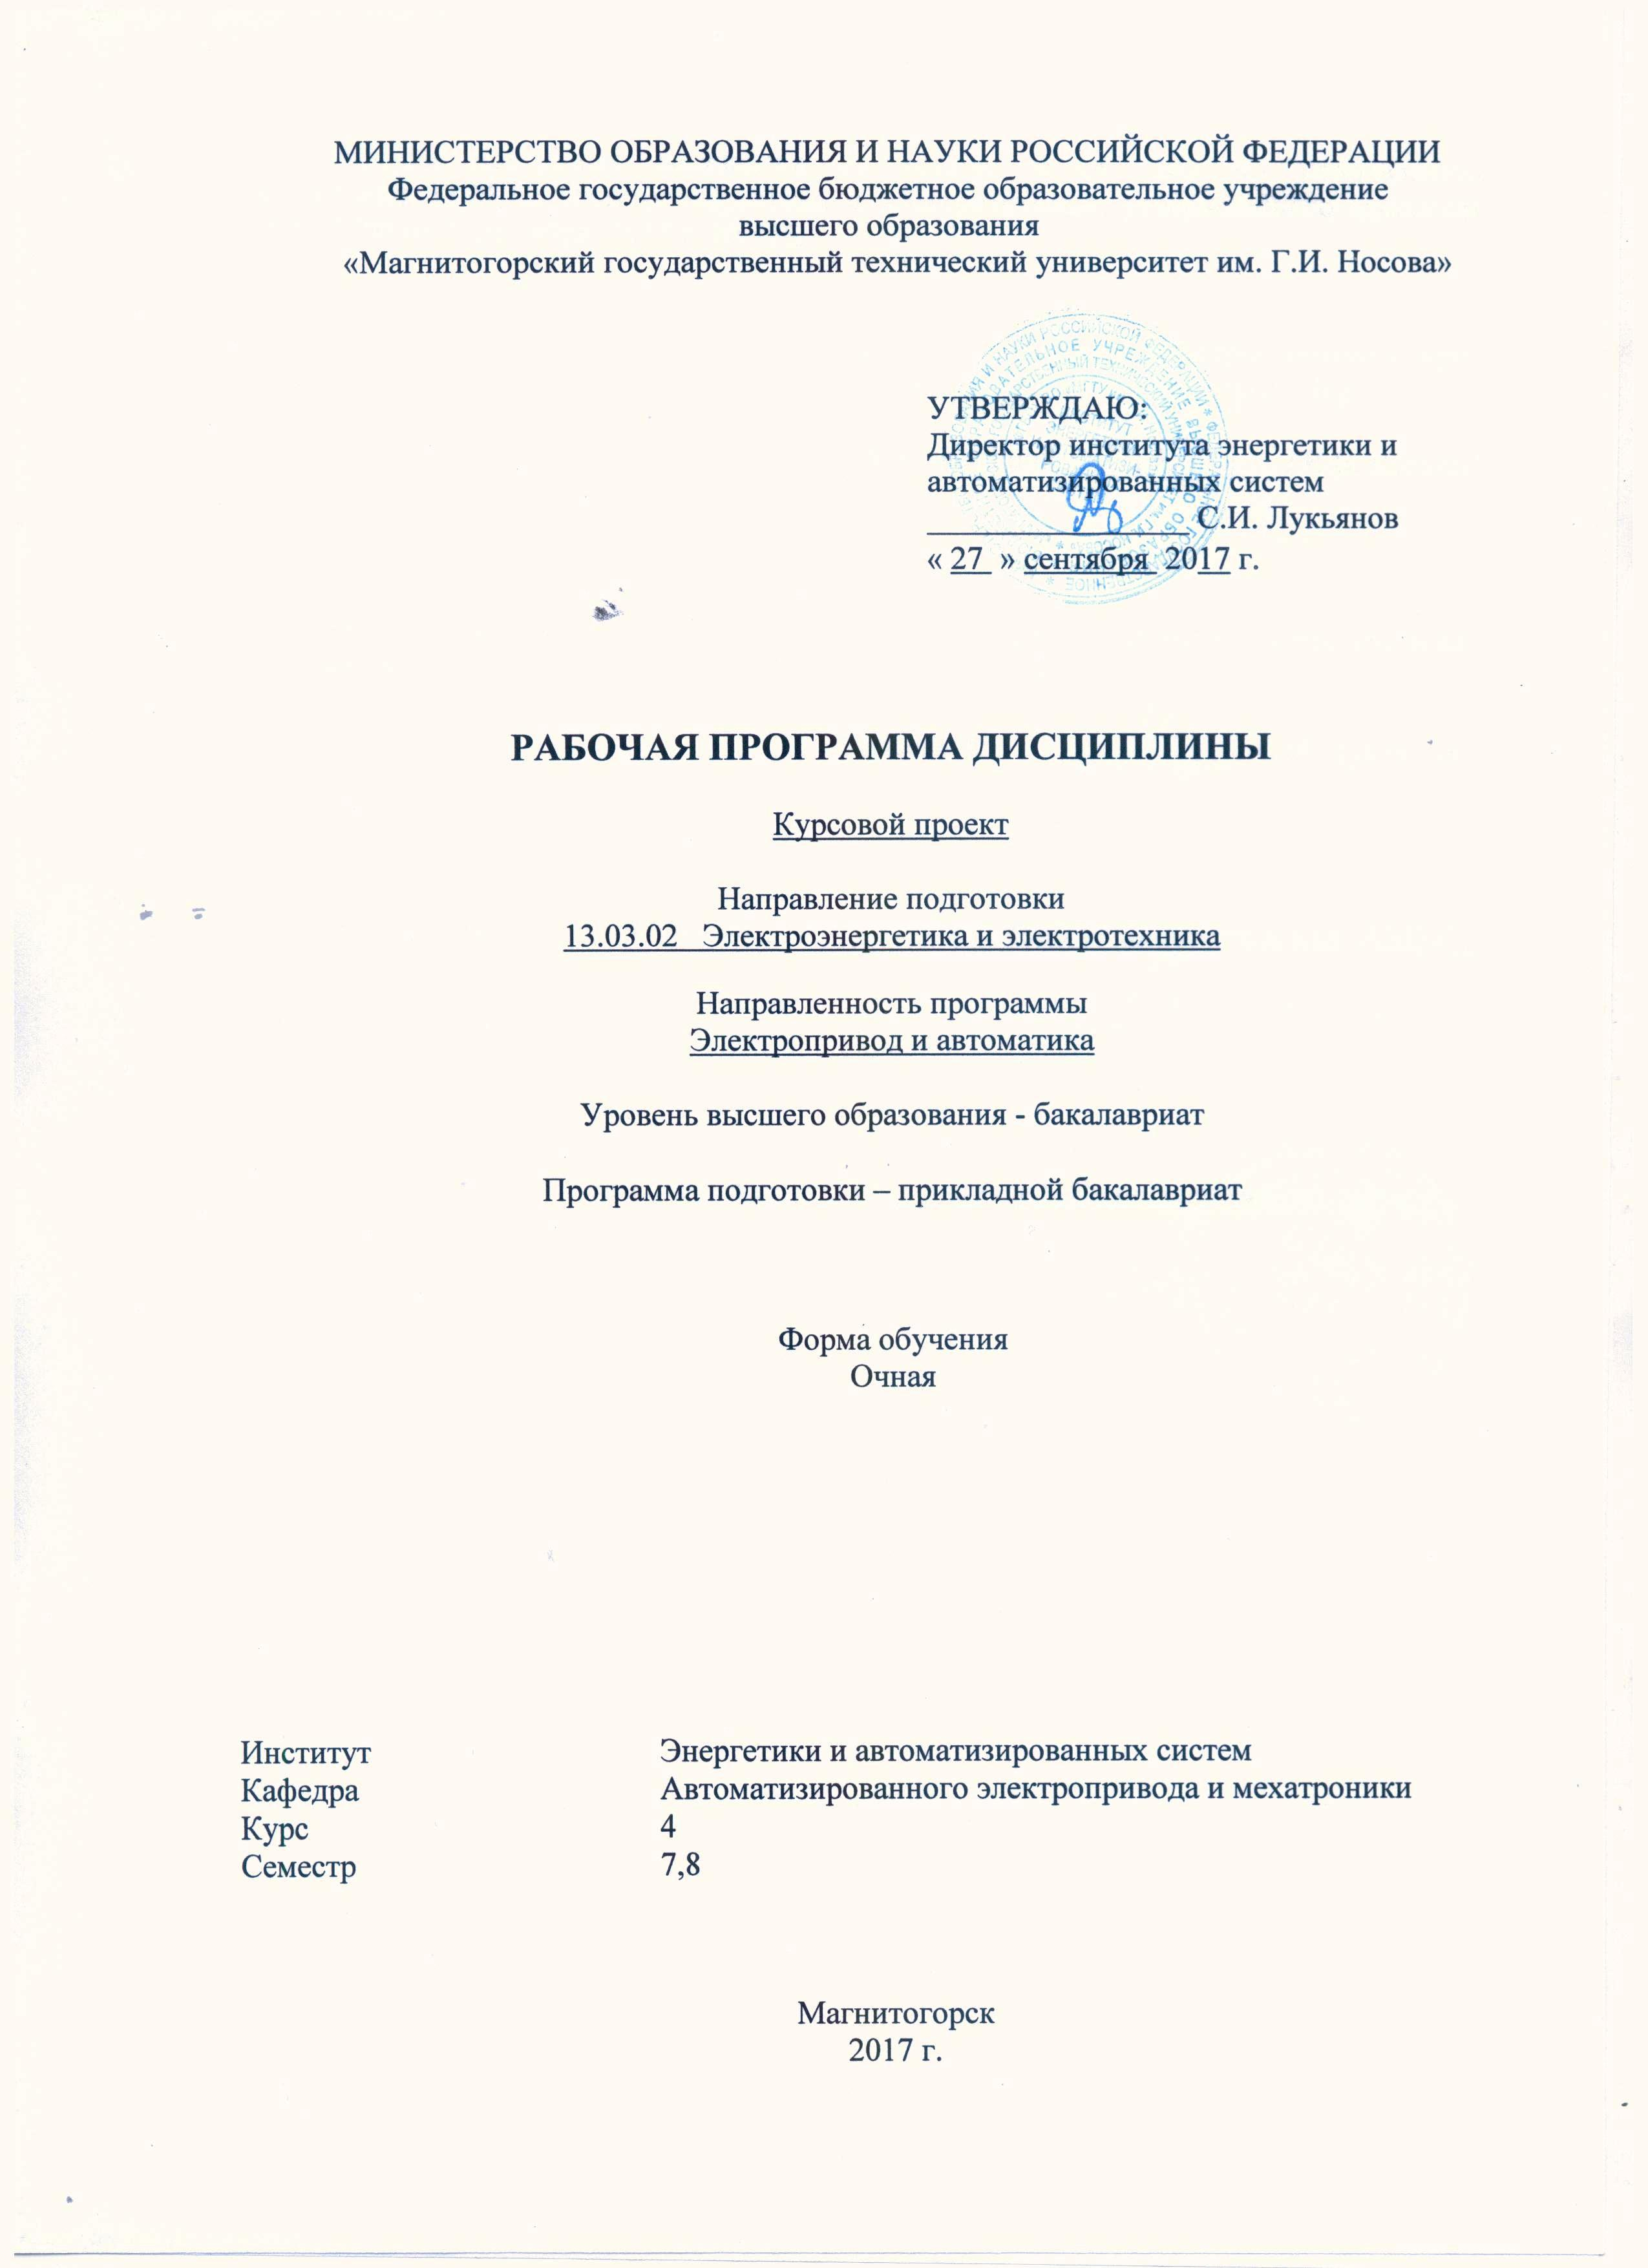 МИНИСТЕРСТВО ОБРАЗОВАНИЯ И НАУКИ РОССИЙСКОЙ ФЕДЕРАЦИИ
Федеральное государственное бюджетное образовательное учреждение
высшего образования
«Магнитогорский государственный технический университет им. Г.И. Носова»
УТВЕРЖДАЮ:
Директор института энергетики и
автоматизированных систем
С.И. Лукьянов
« 27 » сентября 2017 г.
РАБОЧАЯ ПРОГРАММА ДИСЦИПЛИНЫ
Курсовой проект
Направление подготовки
13.03.02 Электроэнергетика и электротехника
Направленность программы
Электропривод и автоматика
Уровень высшего образования - бакалавриат
Программа подготовки – прикладной бакалавриат
Форма обучения
Очная
Институт Энергетики и автоматизированных систем
Кафедра Автоматизированного электропривода и мехатроники
Курс 4
Семестр 7,8
Магнитогорск
2017 г.